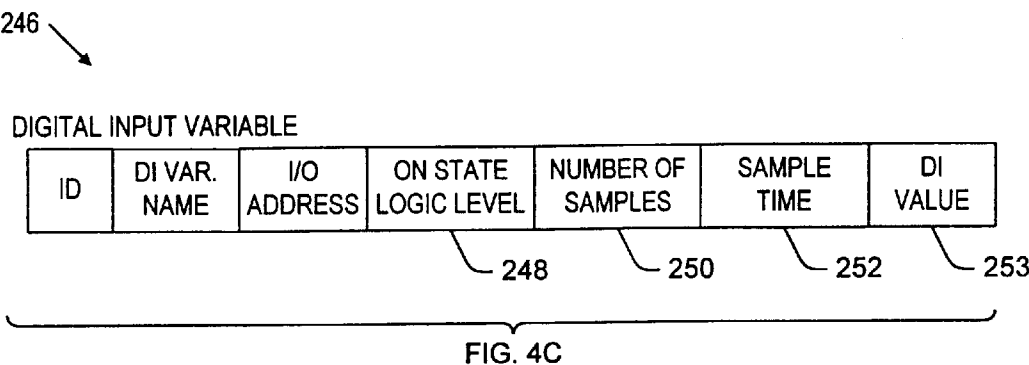 246
DIGITAL INPUT VARIABLE
ID
DI VAR.
NAME
I/O
ADDRESS
ON STATE
LOGIC LEVEL
NUMBER OF
SAMPLES
SAMPLE
TIME
DI
VALUE
248
250
252
253
FIG. 4C